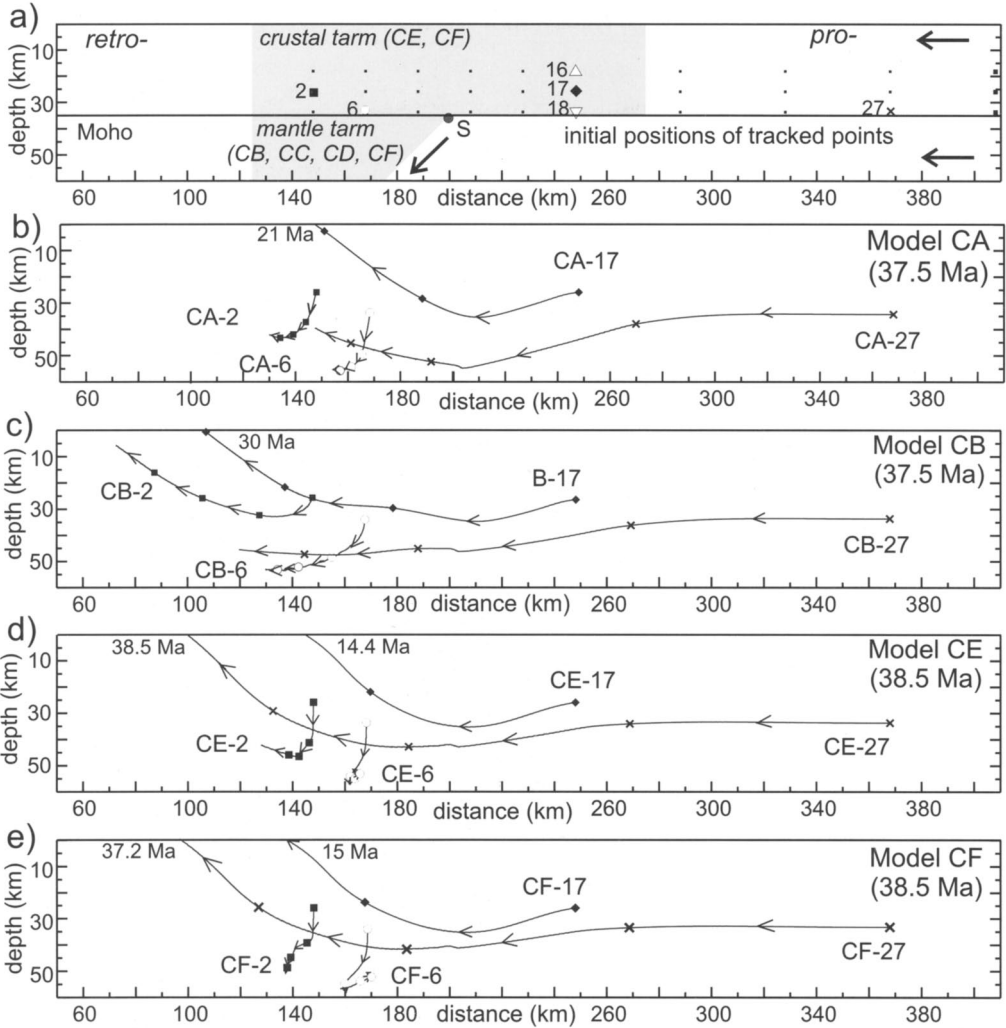 a)
retro-
crustal tarm (CE, CF)
pro-
10
30
50
depth (km)
16
2
17
6
18
27
Moho
mantle tarm
(CB, CC, CD, CF)
S
initial positions of tracked points
60 100 140 180 distance (km) 260 300 340 380
b)
21 Ma
CA-17
Model CA
(37.5 Ma)
10
30
50
depth (km)
CA-2
CA-6
CA-27
60 100 140 180 distance (km) 260 300 340 380
c)
30 Ma
B-17
Model CB
(37.5 Ma)
10
30
50
depth (km)
CB-2
CB-6
CB-27
60 100 140 180 distance (km) 260 300 340 380
d)
38.5 Ma
14.4 Ma
CE-17
Model CE
(38.5 Ma)
10
30
50
depth (km)
CE-2
CE-6
CE-27
60 100 140 180 distance (km) 260 300 340 380
e)
37.2 Ma
15 Ma
CF-17
Model CF
(38.5 Ma)
10
30
50
depth (km)
CF-2
CF-6
CF-27
60 100 140 180 distance (km) 260 300 340 380